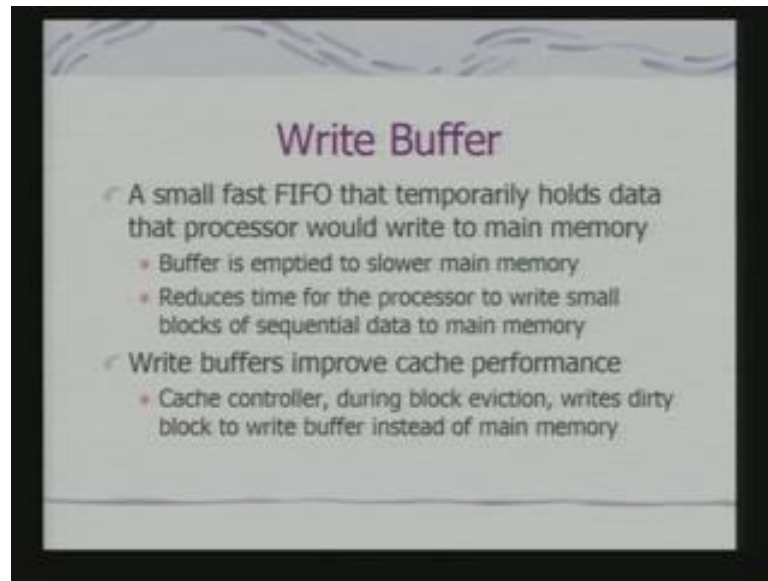 Write Buffer
A small fast FIFO that temporarily holds data
that processor would write to main memory
Buffer is emptied to slower main memory
Reduces time for the processor to write small
blocks of sequential data to main memory
Write buffers improve cache performance
Cache controller, during block eviction, writes dirty
block to write buffer instead of main memory